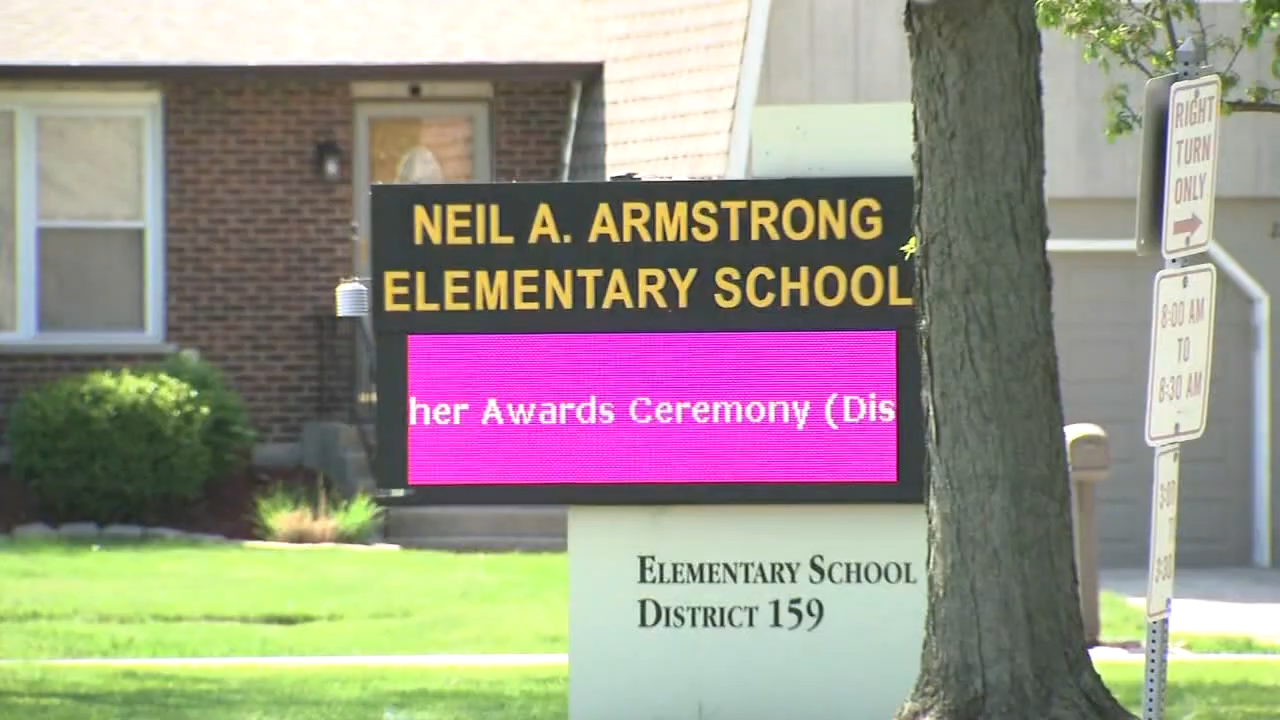 NEIL A. ARMSTRONG
ELEMENTARY SCHOOL
her Awards Ceremony (Dis
ELEMENTARY SCHOOL
DISTRICT 159
RIGHT
TURN
ONLY
8:00 AM
TO
8:30 AM